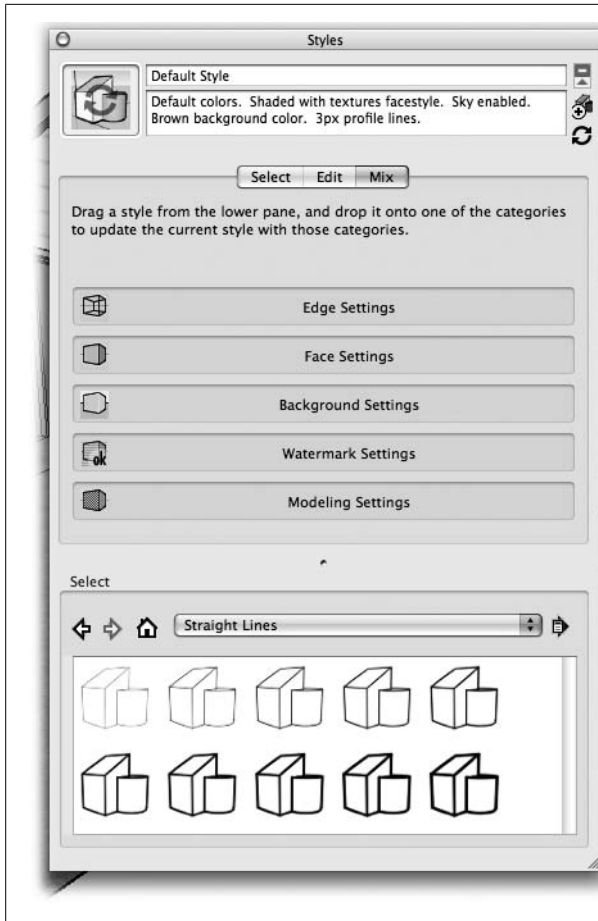 Styles
Default Style
Default colors.  Shaded with textures facestyle.  Sky enabled.
Brown background color.  3px profile lines.
Select Edit Mix
Drag a style from the lower pane, and drop it onto one of the categories
to update the current style with those categories.
Edge Settings
Face Settings
Background Settings
ok
Watermark Settings
Modeling Settings
Select
Straight Lines